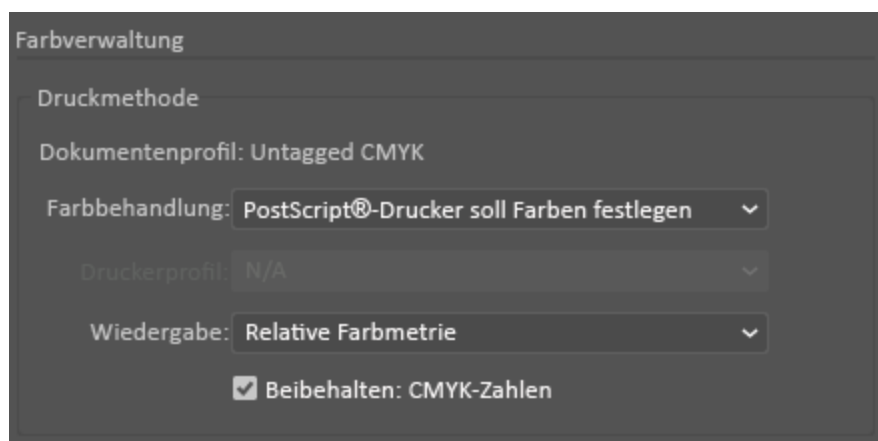 Farbverwaltung
Druckmethode
Dokumentenprofil: Untagged CMYK
Farbbehandlung: PostScript®-Drucker soll Farben festlegen
Druckerprofil: N/A
Wiedergabe: Relative Farbmetrie
Beibehalten: CMYK-Zahlen